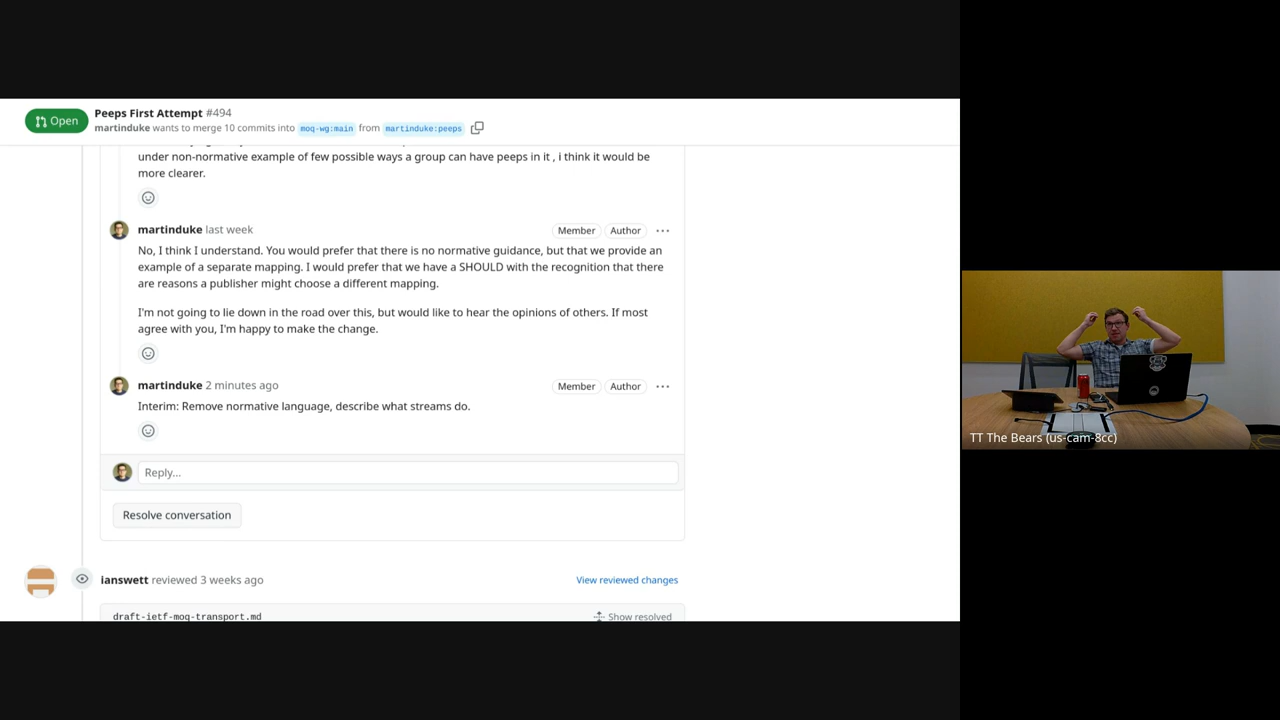 Open
Peeps First Attempt #494
martinduke wants to merge 10 commits into moq-wg:main from martinduke:peeps
under non-normative example of few possible ways a group can have peeps in it , i think it would be
more clearer.
martinduke last week
Member
Author
No, I think I understand. You would prefer that there is no normative guidance, but that we provide an
example of a separate mapping. I would prefer that we have a SHOULD with the recognition that there
are reasons a publisher might choose a different mapping.
I'm not going to lie down in the road over this, but would like to hear the opinions of others. If most
agree with you, I'm happy to make the change.
martinduke 2 minutes ago
Member
Author
Interim: Remove normative language, describe what streams do.
Reply...
Resolve conversation
ianswett reviewed 3 weeks ago
View reviewed changes
draft-ietf-moq-transport.md
Show resolved
TT The Bears (us-cam-8cc)